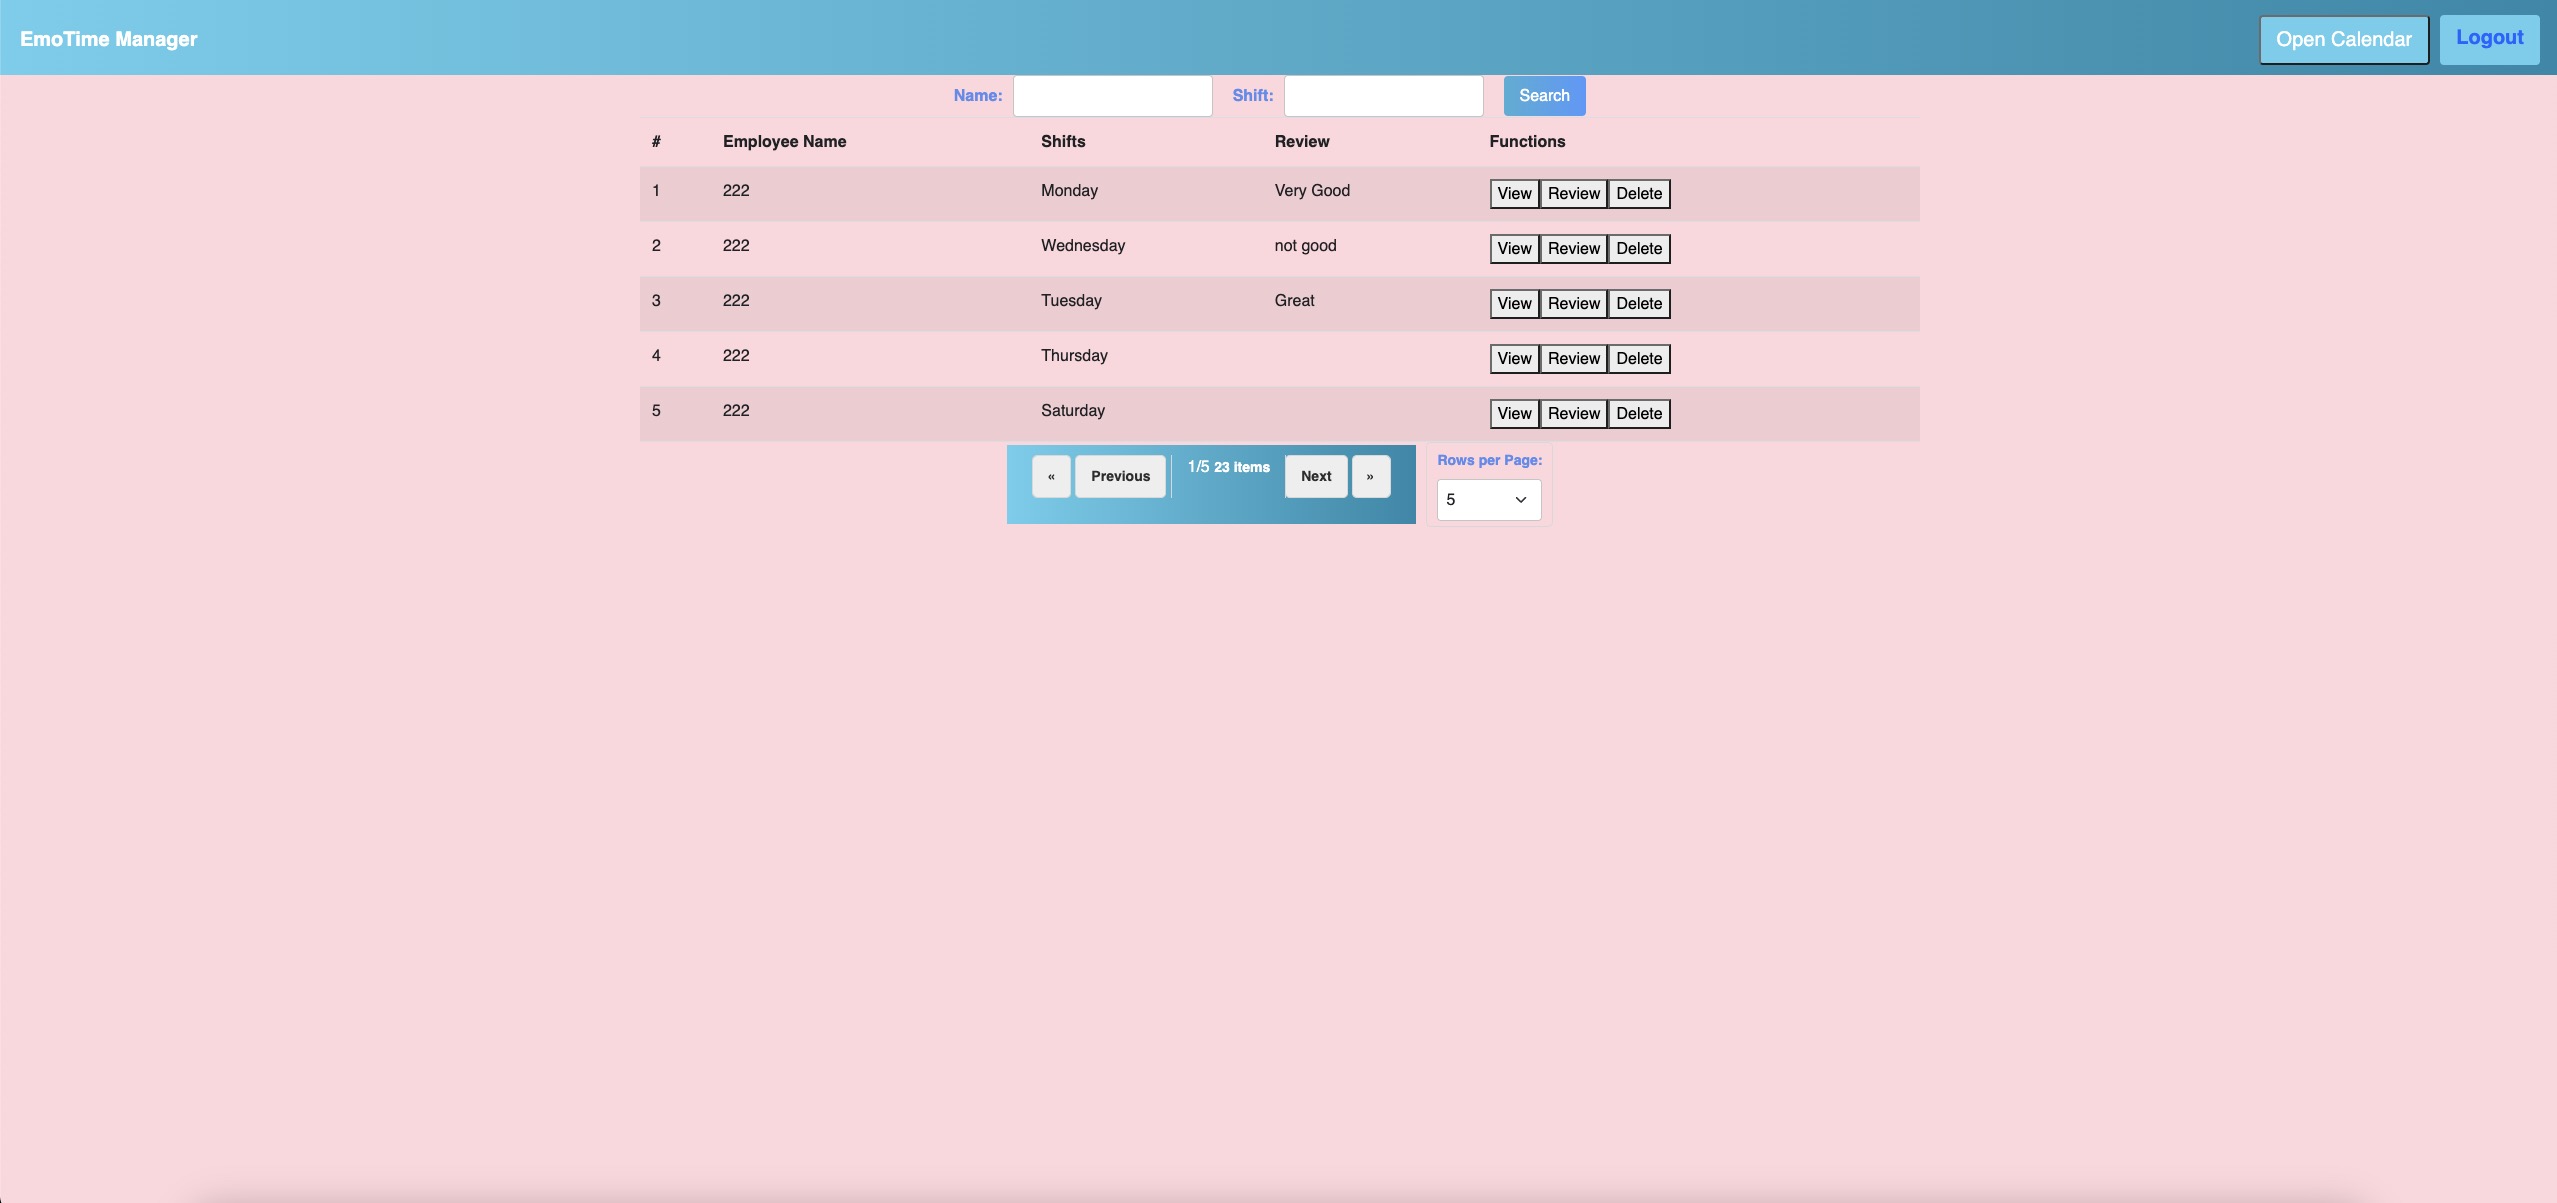 EmoTime Manager Open Calendar Logout
Name: Shift: Search
# Employee Name Shifts Review Functions
1 222 Monday Very Good View Review Delete
2 222 Wednesday not good View Review Delete
3 222 Tuesday Great View Review Delete
4 222 Thursday View Review Delete
5 222 Saturday View Review Delete
« Previous 1/5 23 items Next »
Rows per Page:
5